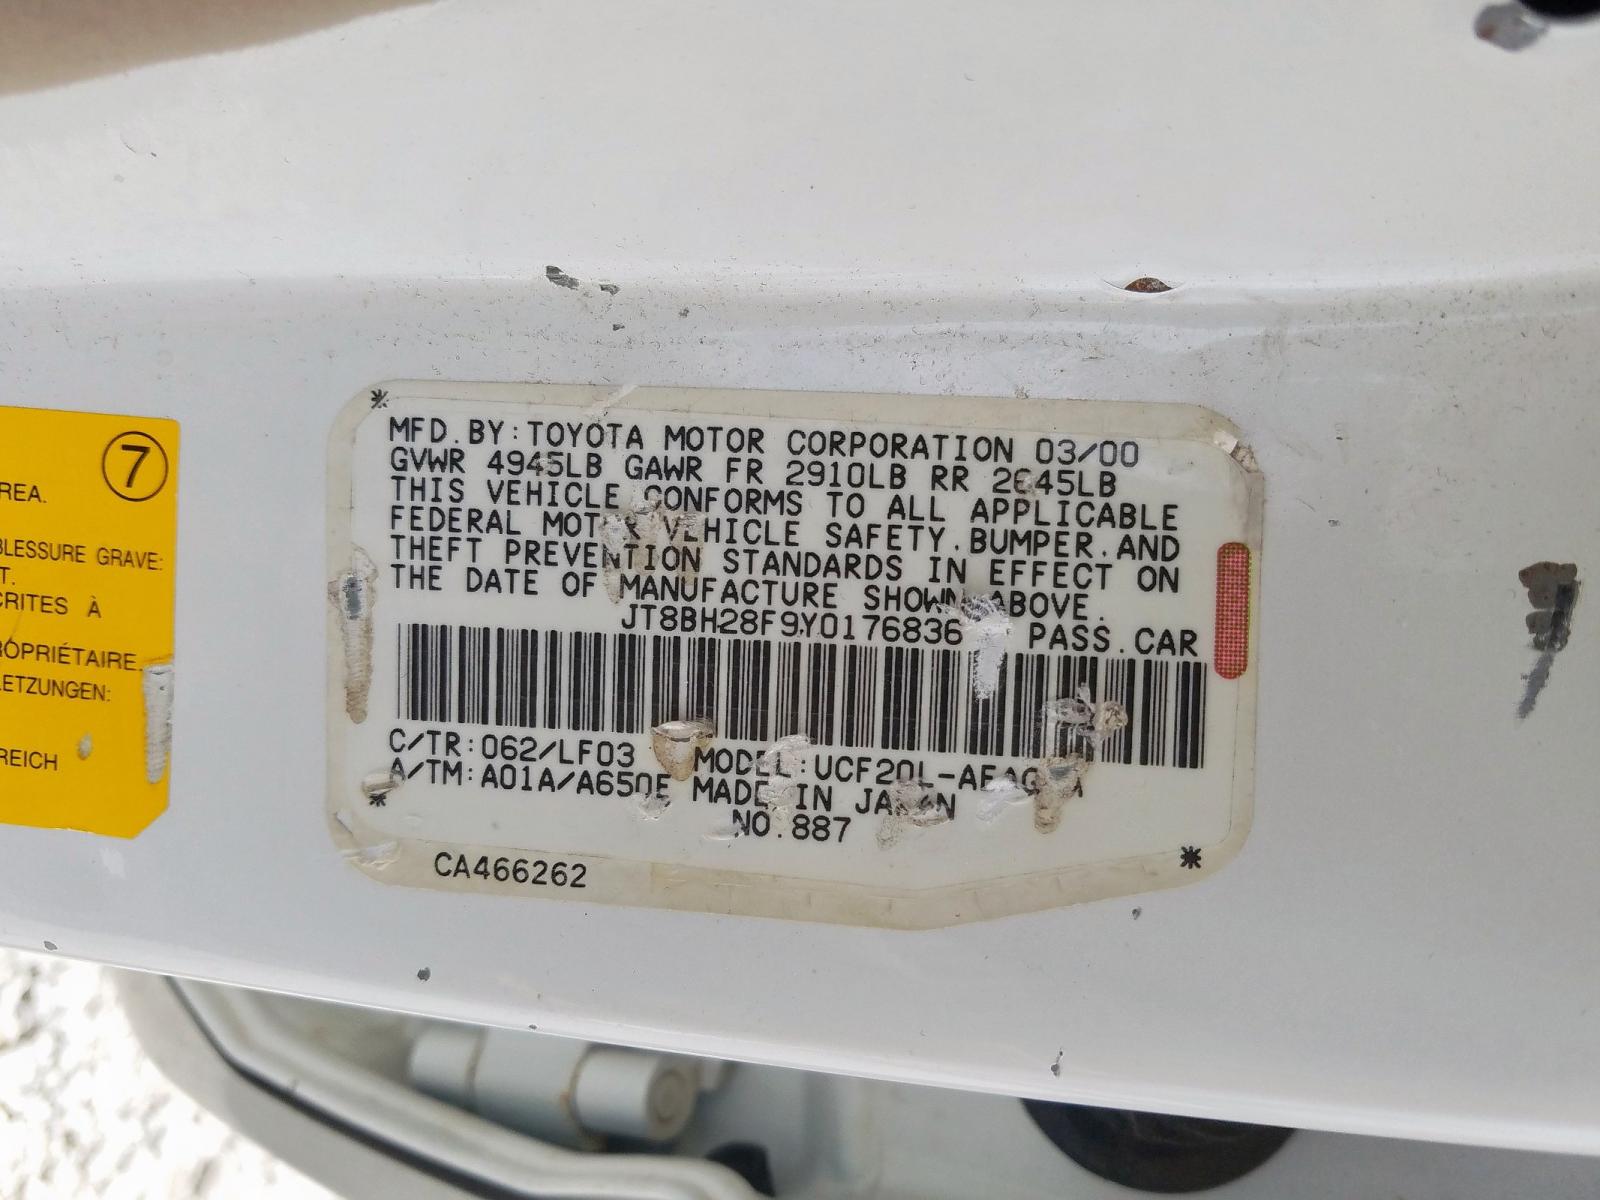 7
REA.
BLESSURE GRAVE:
T.
CRITES À
ROPRIÉTAIRE.
LETZUNGEN:
REICH
MFD.BY:TOYOTA MOTOR CORPORATION 03/00
GVWR 4945LB GAWR FR 2910LB RR 2645LB
THIS VEHICLE CONFORMS TO ALL APPLICABLE
FEDERAL MOTOR VEHICLE SAFETY,BUMPER,AND
THEFT PREVENTION STANDARDS IN EFFECT ON
THE DATE OF MANUFACTURE SHOWN ABOVE.
JT8BH28F9Y0176836 PASS.CAR
C/TR:062/LF03 MODEL:
A/TM:A01A/A650E MADE IN JAPAN
NO.887
CA466262